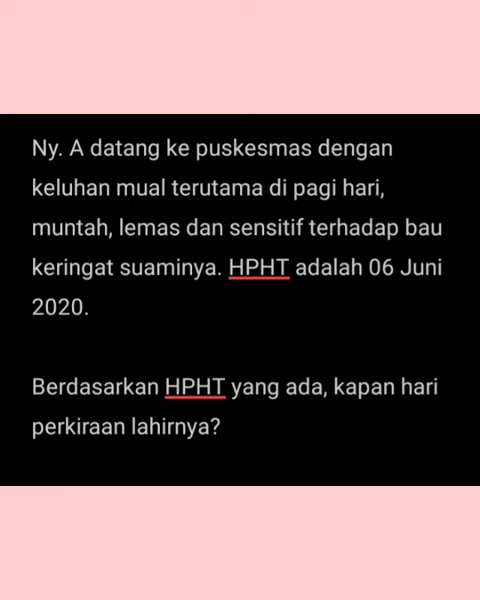 Ny. A datang ke puskesmas dengan
keluhan mual terutama di pagi hari,
muntah, lemas dan sensitif terhadap bau
keringat suaminya. HPHT adalah 06 Juni
2020.
Berdasarkan HPHT yang ada, kapan hari
perkiraan lahirnya?